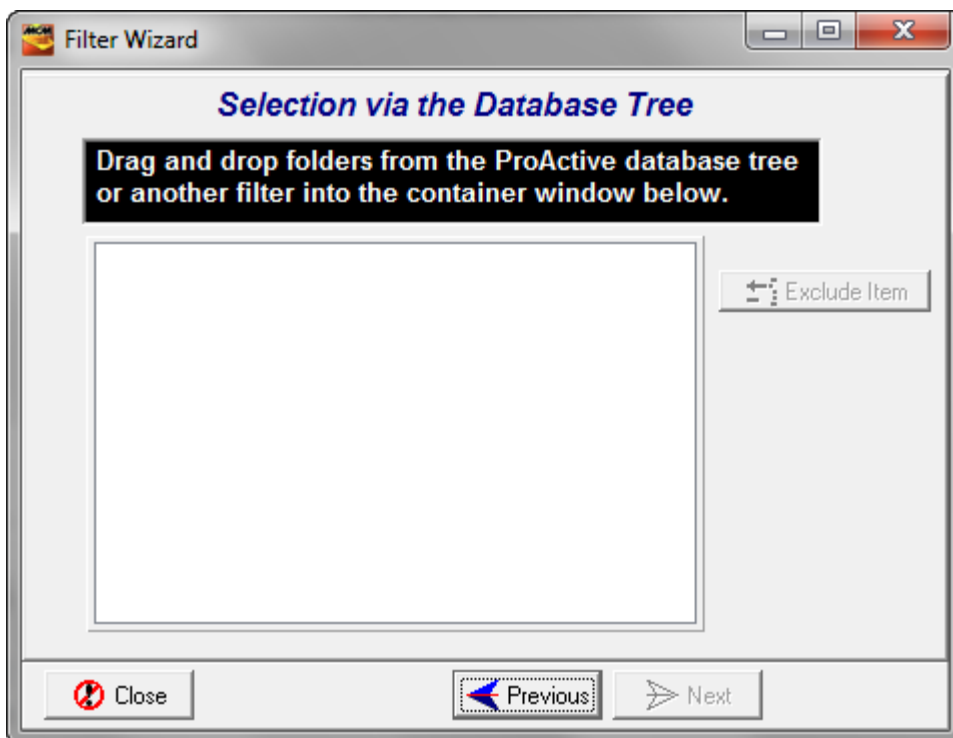 MCM
Filter Wizard
Selection via the Database Tree
Drag and drop folders from the ProActive database tree
or another filter into the container window below.
Exclude Item
Close
Previous
Next